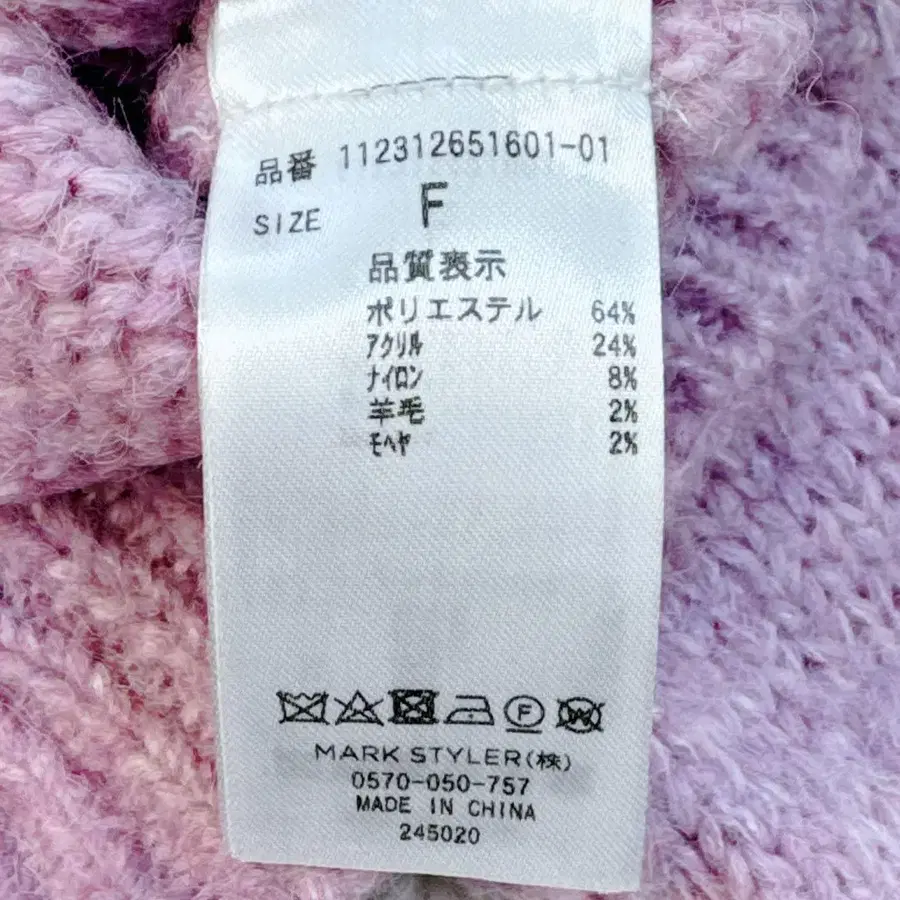 品番 112312651601-01
SIZE F
品質表示
ポリエステル 64%
アクリル 24%
ナイロン 8%
羊毛 2%
モヘヤ 2%
F W
MARK STYLER(株)
0570-050-757
MADE IN CHINA
245020